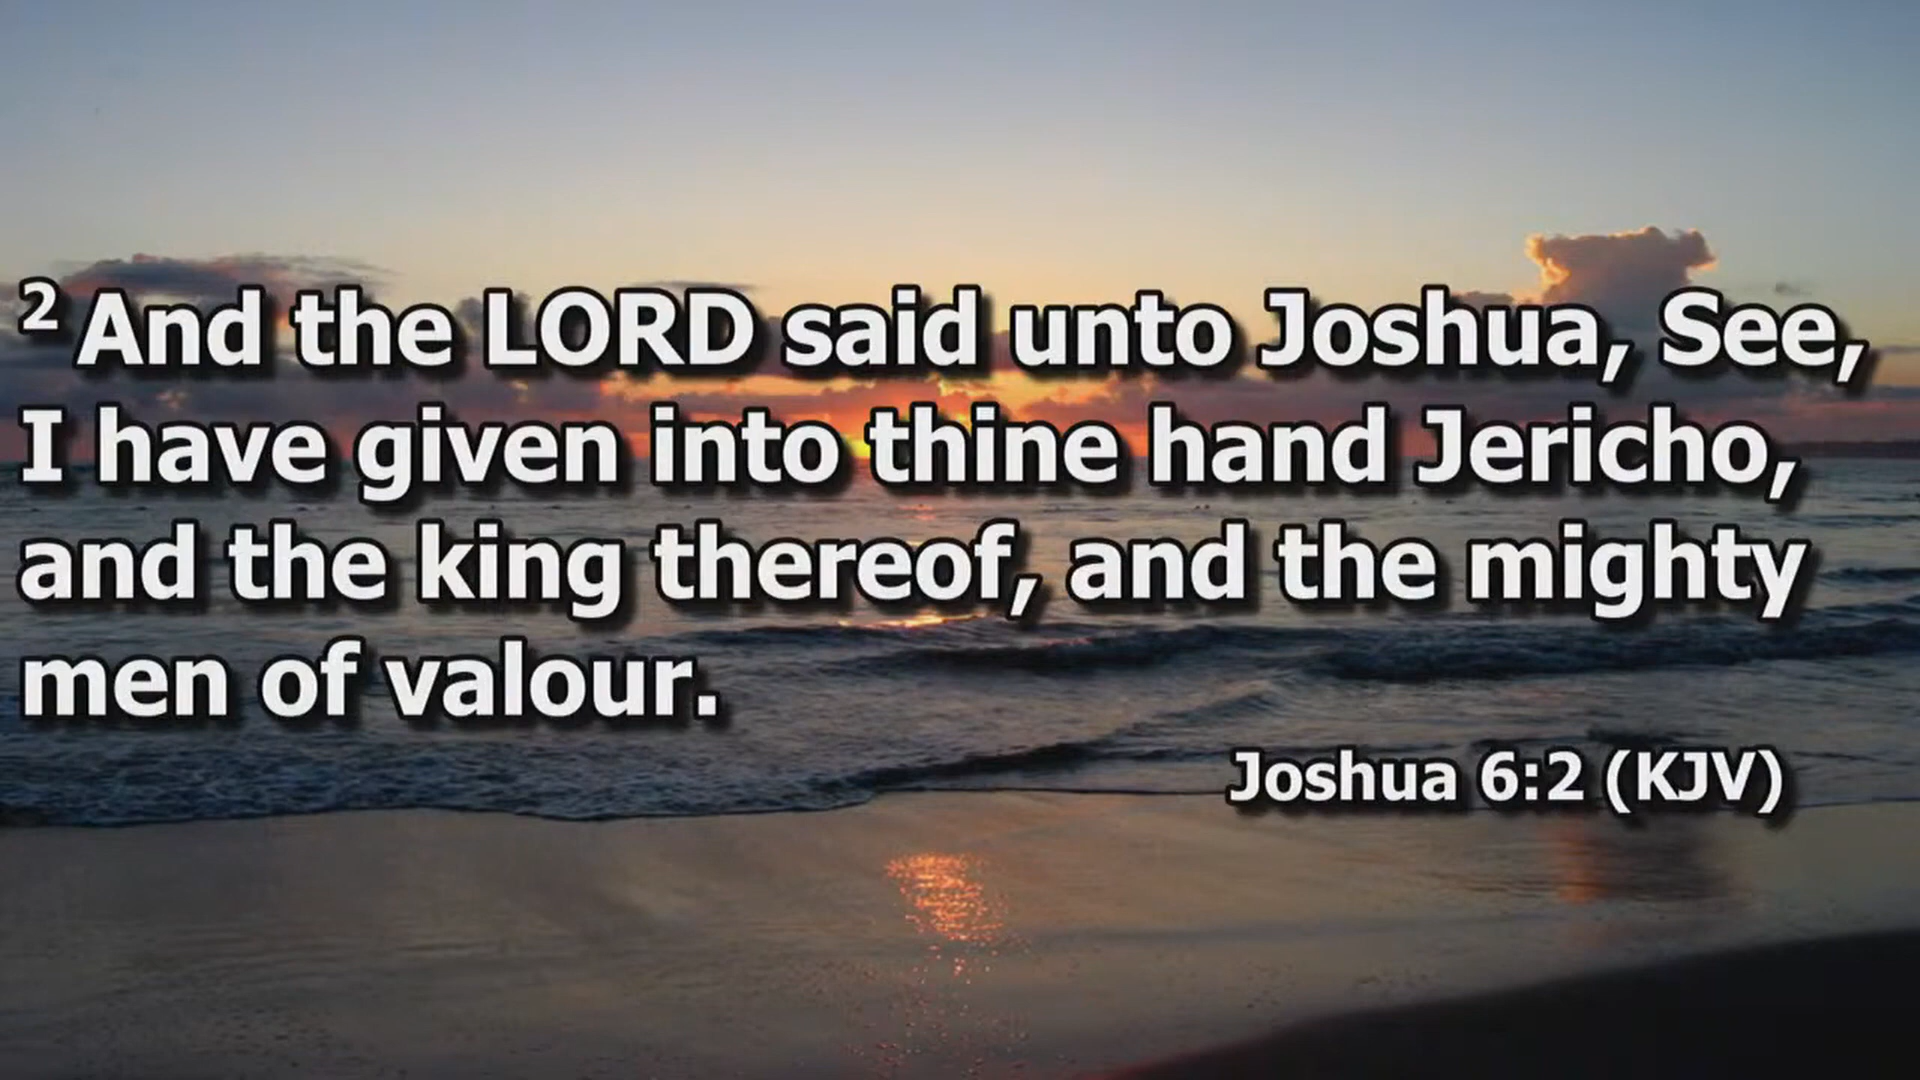 2 And the LORD said unto Joshua, See,
I have given into thine hand Jericho,
and the king thereof, and the mighty
men of valour.
Joshua 6:2 (KJV)